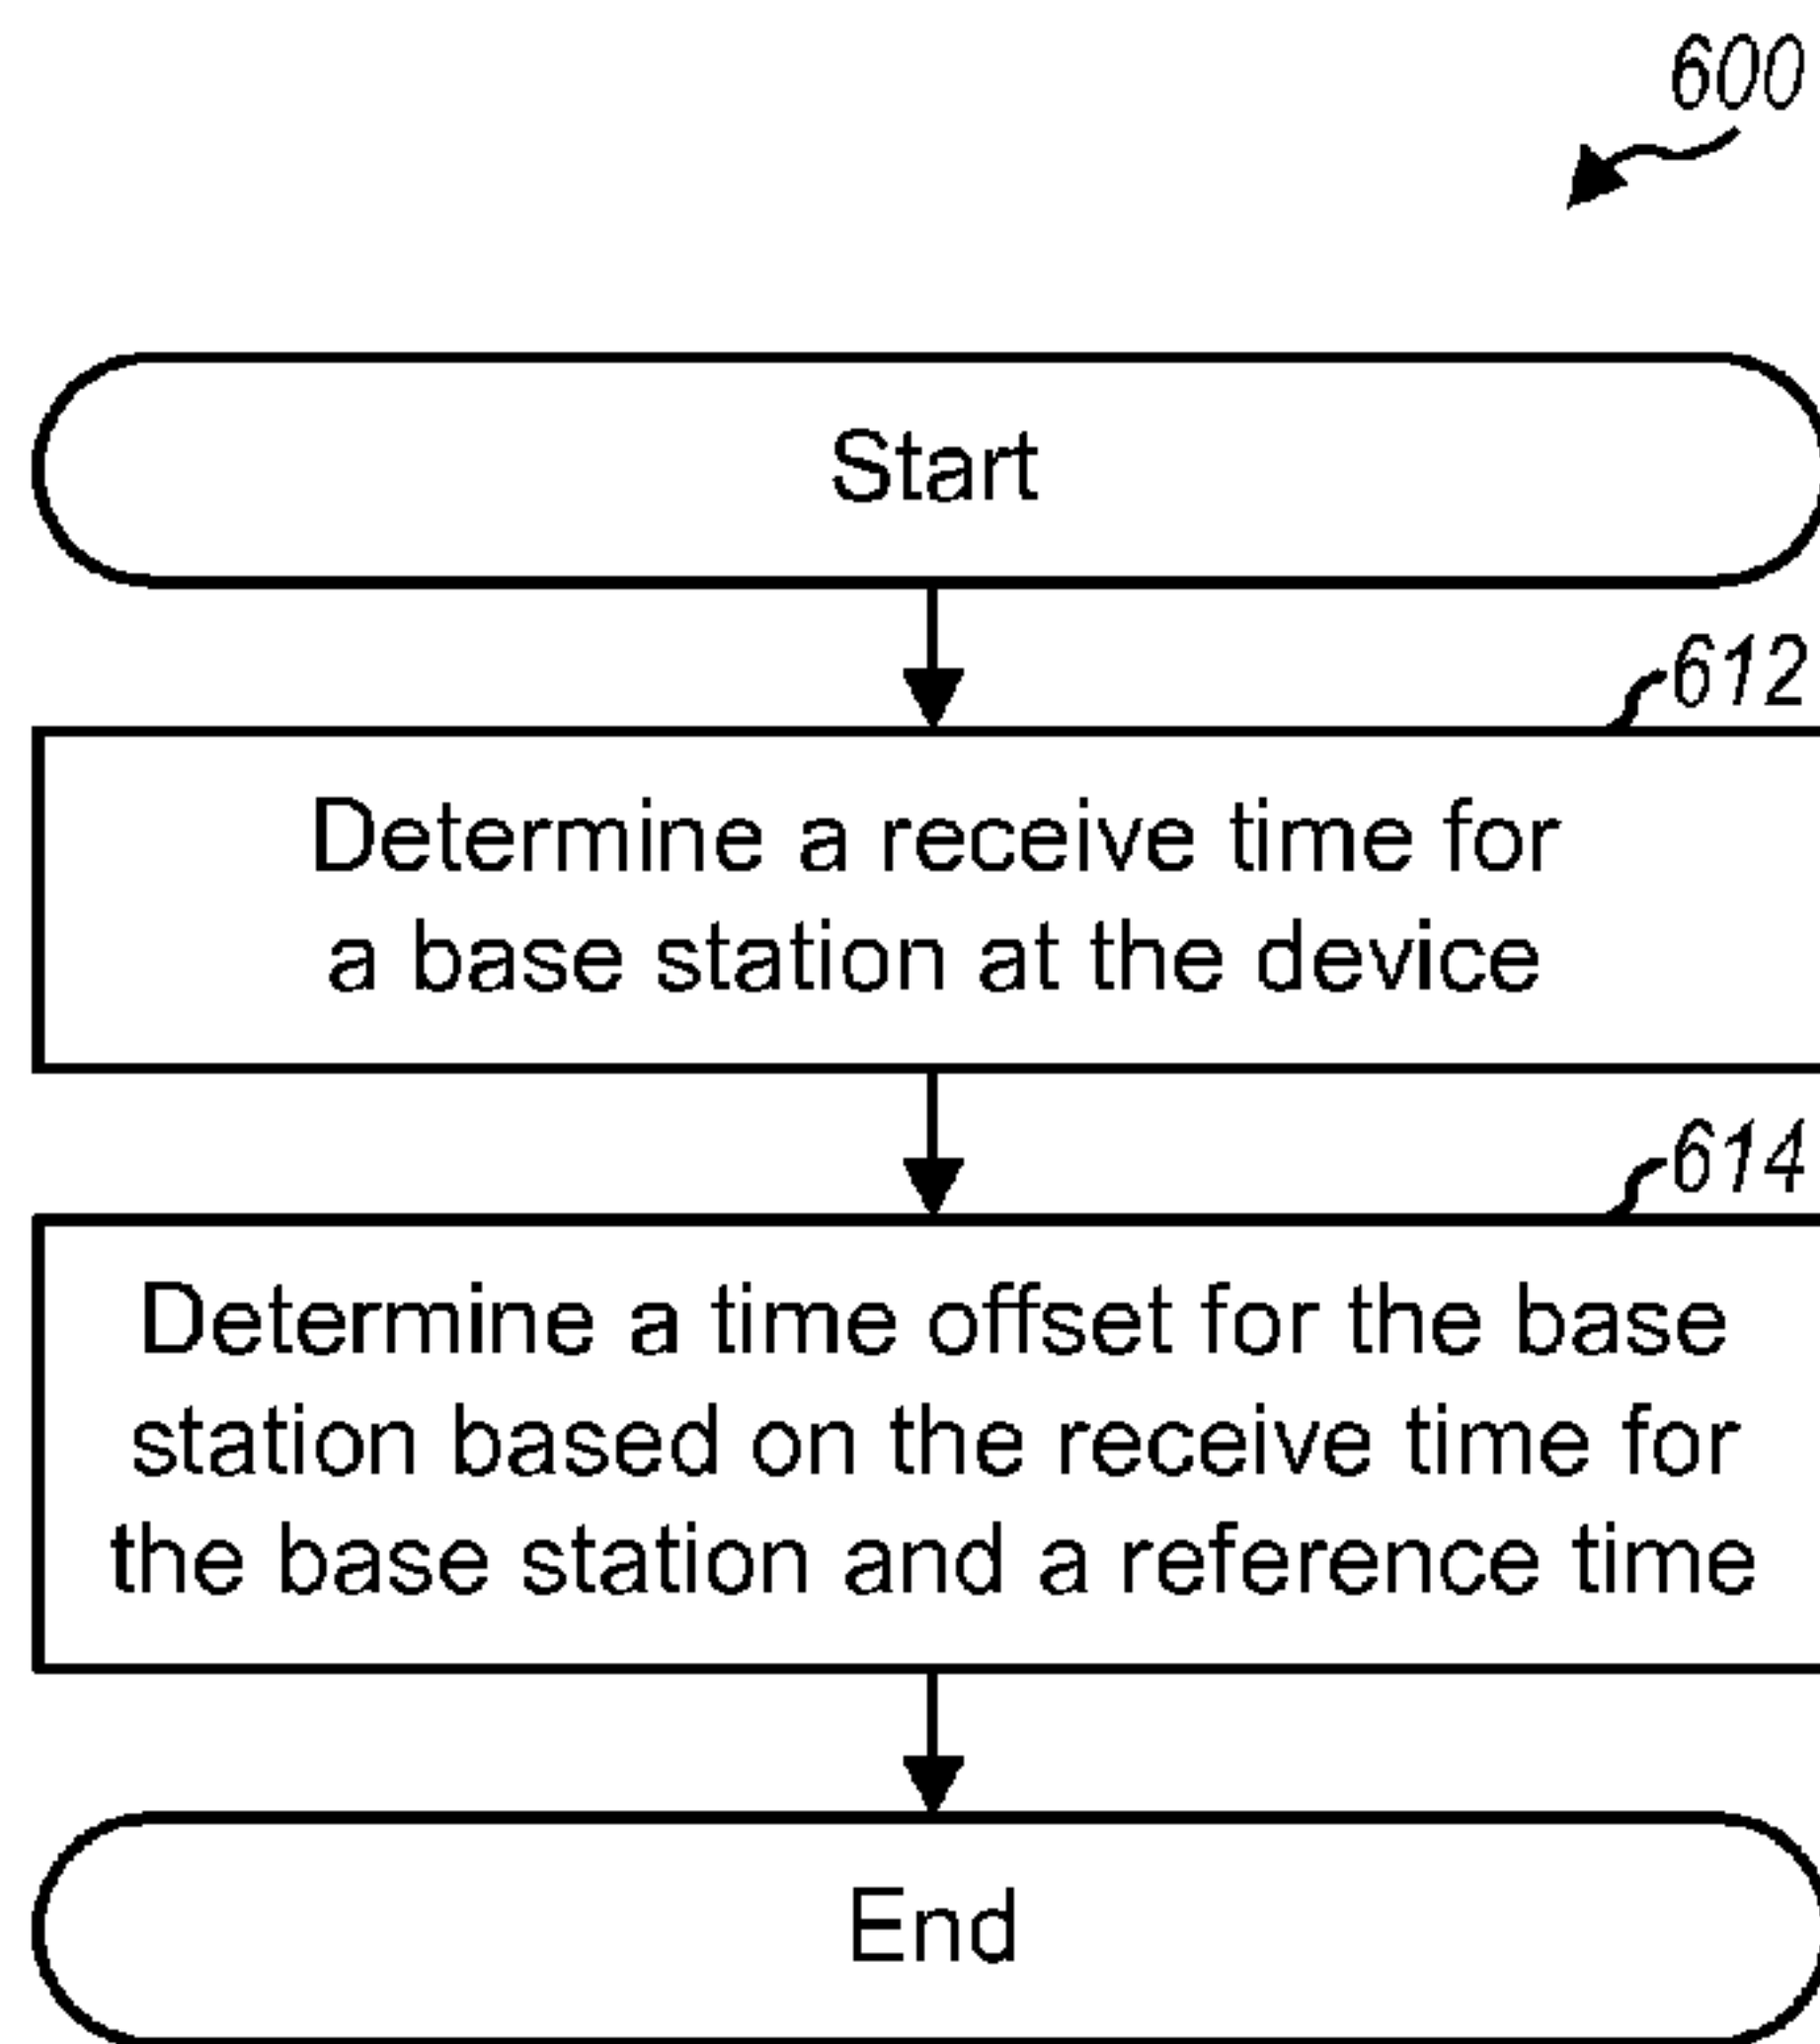 600
Start
612
Determine a receive time for
a base station at the device
614
Determine a time offset for the base
station based on the receive time for
the base station and a reference time
End